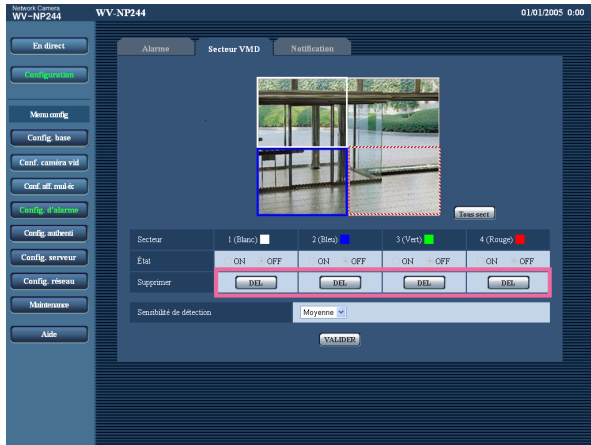 Network Camera
WV-NP244
WV-NP244
01/01/2005 0:00
En direct
Configuration
Menu config
Config. base
Conf. caméra vid
Conf. aff. mul-éc
Config. d'alarme
Config. authenti
Config. serveur
Config. réseau
Maintenance
Aide
Alarme Secteur VMD Notification
Tous sect
Secteur 1 (Blanc) 2 (Bleu) 3 (Vert) 4 (Rouge)
État ON OFF ON OFF ON OFF ON OFF
Supprimer DEL DEL DEL DEL
Sensibilité de détection Moyenne
VALIDER